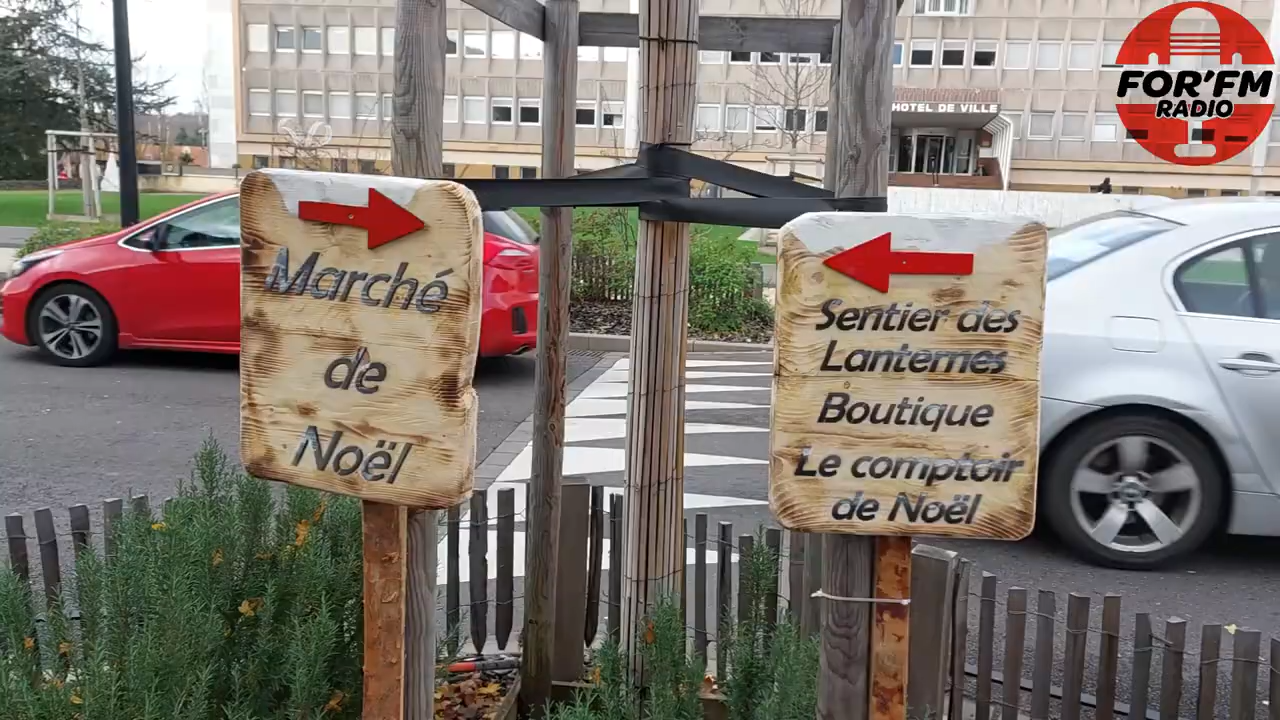 FOR'FM
RADIO
HOTEL DE VILLE
Marché
de
Noël
Sentier des
Lanternes
Boutique
Le comptoir
de Noël